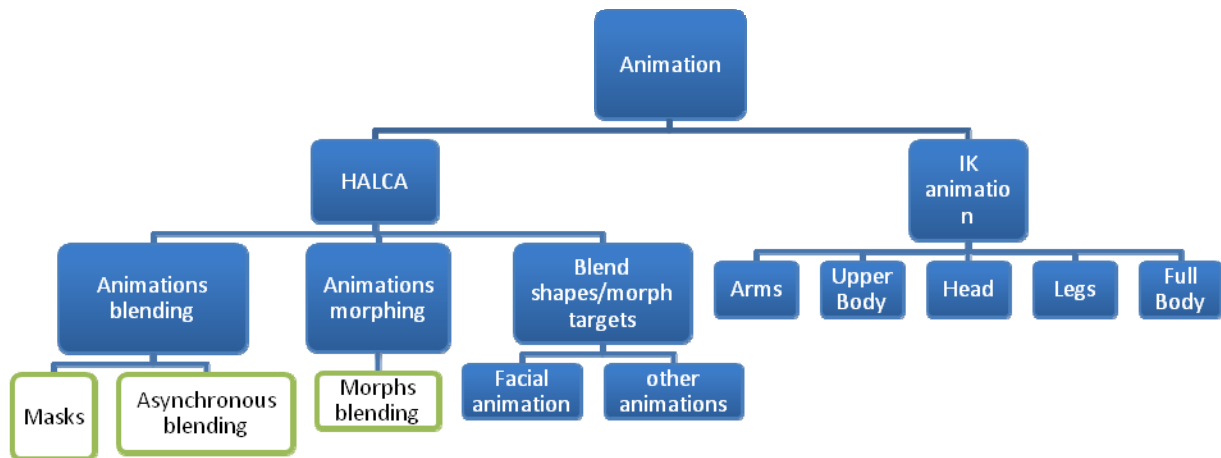 Animation
HALCA
IK
animatio
n
Animations
blending
Animations
morphing
Blend
shapes/morph
targets
Arms
Upper
Body
Head
Legs
Full
Body
Masks
Asynchronous
blending
Morphs
blending
Facial
animation
other
animations